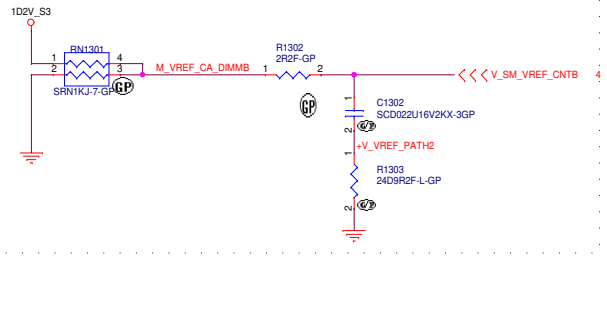 1D2V_S3
RN1301
1 4
2 3
SRN1KJ-7-GP
GP
M_VREF_CA_DIMMB
R1302
2R2F-GP
1 2
GP
V_SM_VREF_CNTB
4
1
C1302
SCD022U16V2KX-3GP
2
G/P
+V_VREF_PATH2
1
R1303
24D9R2F-L-GP
2
G/P